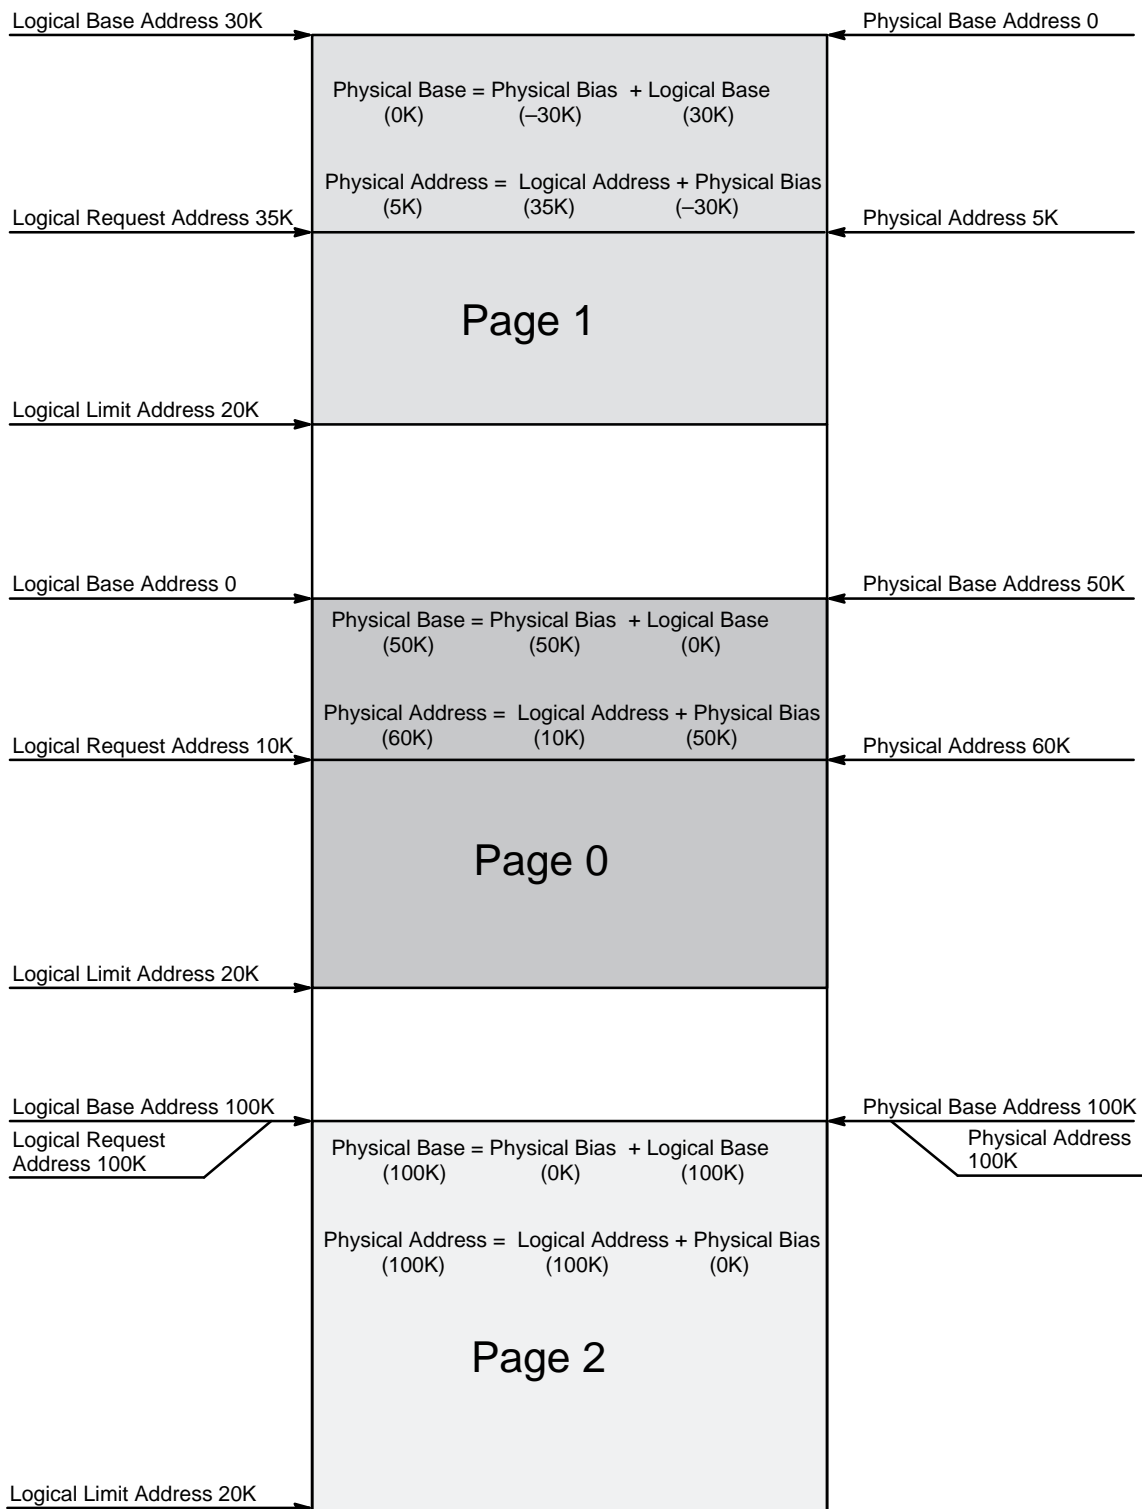 Logical Base Address 30K
Physical Base Address 0
Physical Base = Physical Bias + Logical Base
(0K) (–30K) (30K)
Physical Address = Logical Address + Physical Bias
(5K) (35K) (–30K)
Logical Request Address 35K
Physical Address 5K
Page 1
Logical Limit Address 20K
Logical Base Address 0
Physical Base Address 50K
Physical Base = Physical Bias + Logical Base
(50K) (50K) (0K)
Physical Address = Logical Address + Physical Bias
(60K) (10K) (50K)
Logical Request Address 10K
Physical Address 60K
Page 0
Logical Limit Address 20K
Logical Base Address 100K
Physical Base Address 100K
Logical Request
Address 100K
Physical Address
100K
Physical Base = Physical Bias + Logical Base
(100K) (0K) (100K)
Physical Address = Logical Address + Physical Bias
(100K) (100K) (0K)
Page 2
Logical Limit Address 20K